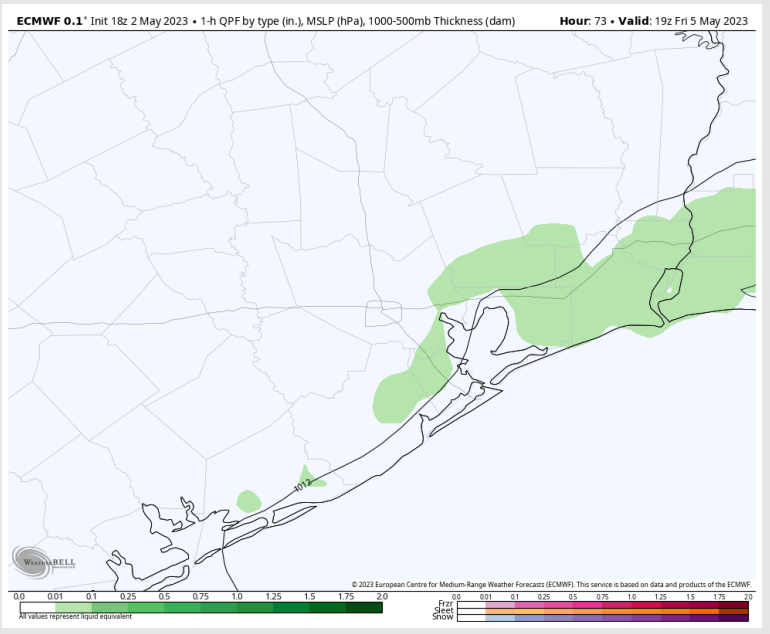 ECMWF 0.1° Init 18z 2 May 2023 • 1-h QPF by type (in.), MSLP (hPa), 1000-500mb Thickness (dam) Hour: 73 • Valid: 19z Fri 5 May 2023
1012
WEATHERBELL
© 2023 European Centre for Medium-Range Weather Forecasts (ECMWF). This service is based on data and products of the ECMWF.
0.0 0.01 0.1 0.25 0.5 0.75 1.0 1.25 1.5 1.75 2.0
All values represent liquid equivalent
0.0 0.01 0.1 0.25 0.5 0.75 1.0 1.25 1.5 1.75 2.0
Frzr
Sleet
Snow